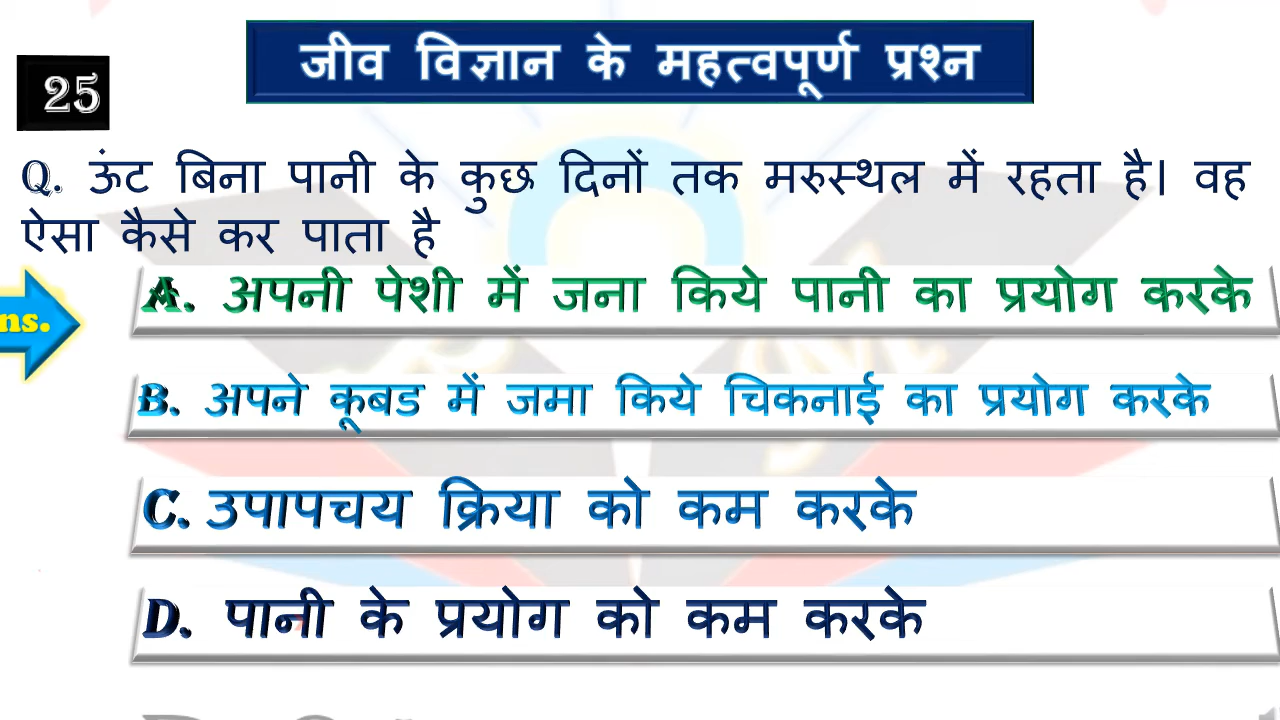 जीव विज्ञान के महत्वपूर्ण प्रश्न
25
Q. ऊंट बिना पानी के कुछ दिनों तक मरुस्थल में रहता है। वह
ऐसा कैसे कर पाता है
ns.
A. अपनी पेशी में जना किये पानी का प्रयोग करके
B. अपने कूबड में जमा किये चिकनाई का प्रयोग करके
C. उपापचय क्रिया को कम करके
D. पानी के प्रयोग को कम करके